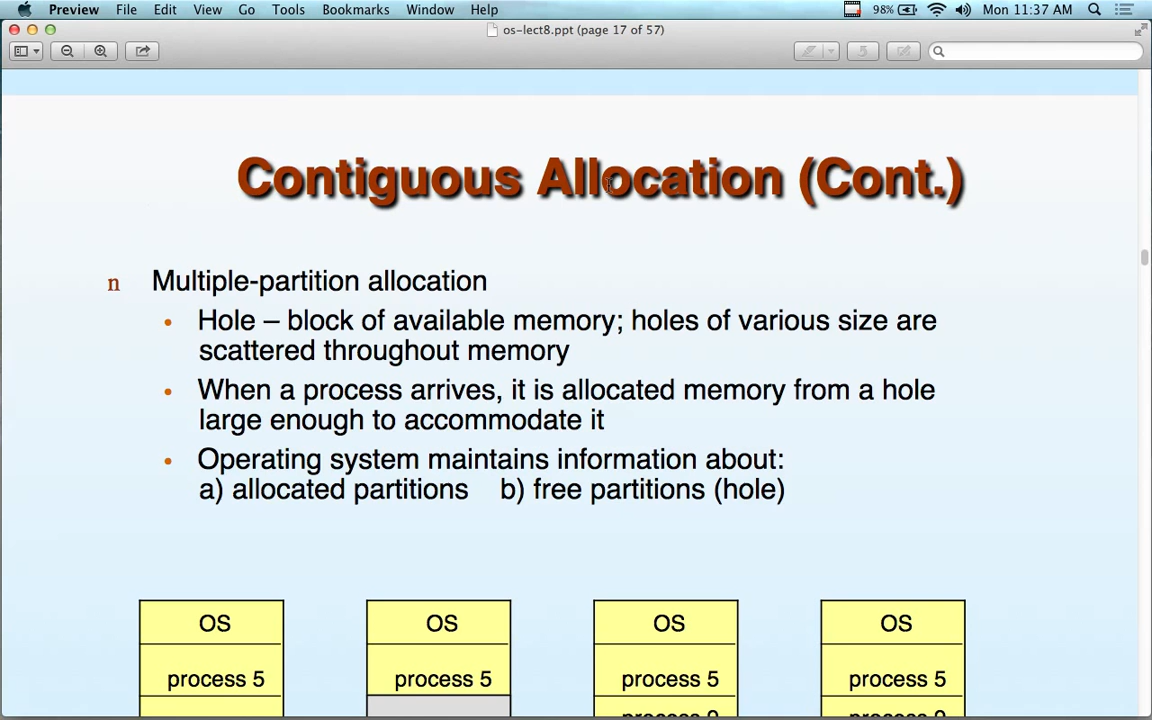 Preview File Edit View Go Tools Bookmarks Window Help 98% Mon 11:37 AM
os-lect8.ppt (page 17 of 57)
Contiguous Allocation (Cont.)
n Multiple-partition allocation
• Hole – block of available memory; holes of various size are
scattered throughout memory
• When a process arrives, it is allocated memory from a hole
large enough to accommodate it
• Operating system maintains information about:
a) allocated partitions b) free partitions (hole)
OS OS OS OS
process 5 process 5 process 5 process 5
process 9 process 9